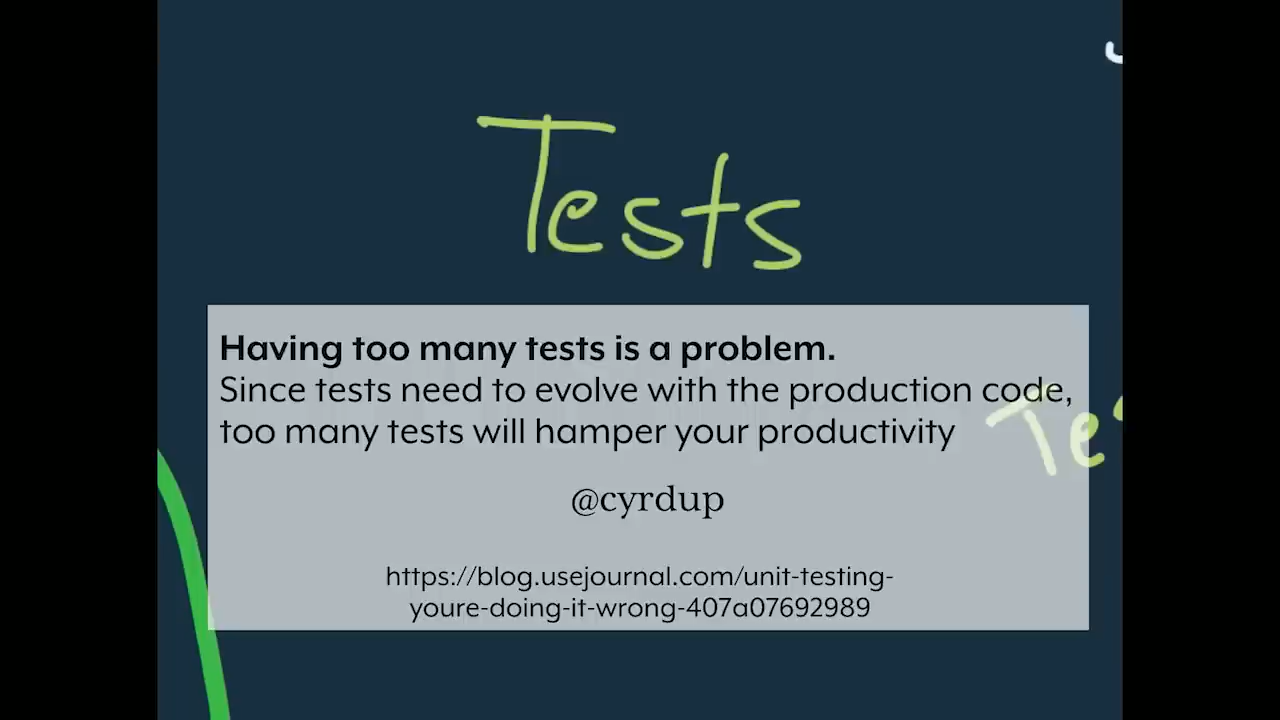 Tests
Having too many tests is a problem.
Since tests need to evolve with the production code,
too many tests will hamper your productivity
Te
@cyrdup
https://blog.usejournal.com/unit-testing-
youre-doing-it-wrong-407a07692989